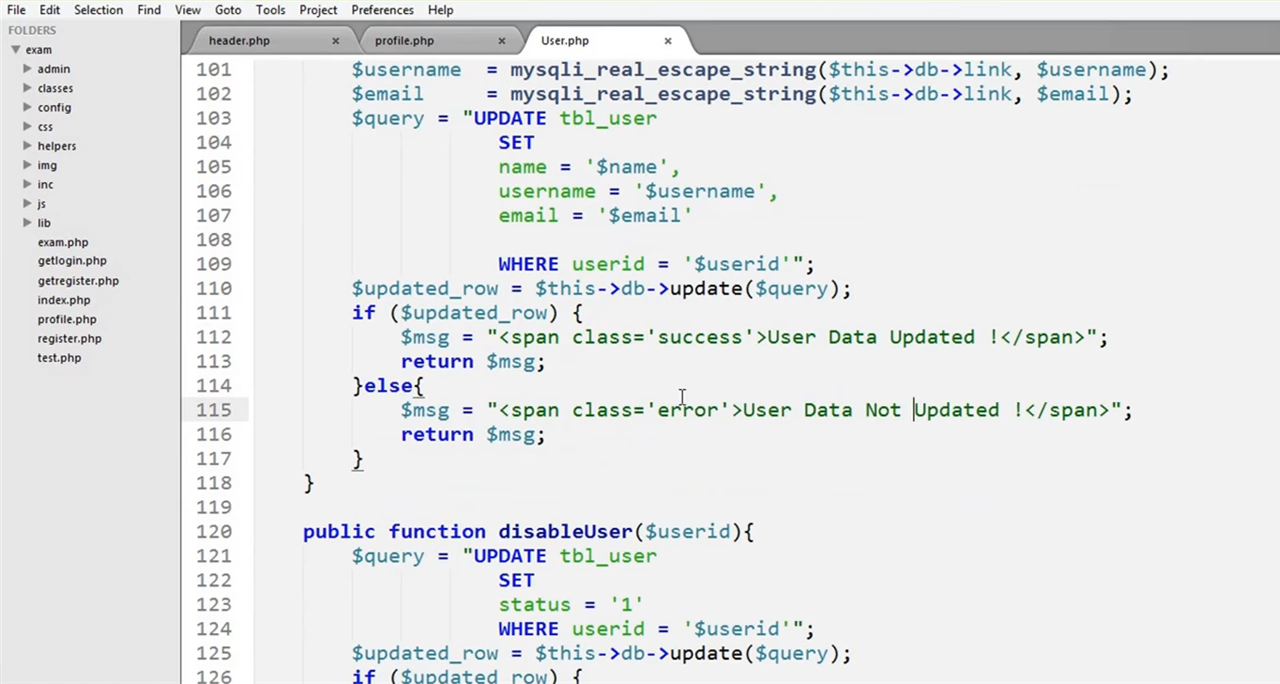 File Edit Selection Find View Goto Tools Project Preferences Help
FOLDERS
exam
admin
classes
config
css
helpers
img
inc
js
lib
exam.php
getlogin.php
getregister.php
index.php
profile.php
register.php
test.php
header.php × profile.php × User.php ×
101 $username = mysqli_real_escape_string($this->db->link, $username);
102 $email = mysqli_real_escape_string($this->db->link, $email);
103 $query = "UPDATE tbl_user
104 SET
105 name = '$name',
106 username = '$username',
107 email = '$email'
108
109 WHERE userid = '$userid'";
110 $updated_row = $this->db->update($query);
111 if ($updated_row) {
112 $msg = "<span class='success'>User Data Updated !</span>";
113 return $msg;
114 }else{
115 $msg = "<span class='error'>User Data Not Updated !</span>";
116 return $msg;
117 }
118 }
119
120 public function disableUser($userid){
121 $query = "UPDATE tbl_user
122 SET
123 status = '1'
124 WHERE userid = '$userid'";
125 $updated_row = $this->db->update($query);
126 if ($updated_row) {